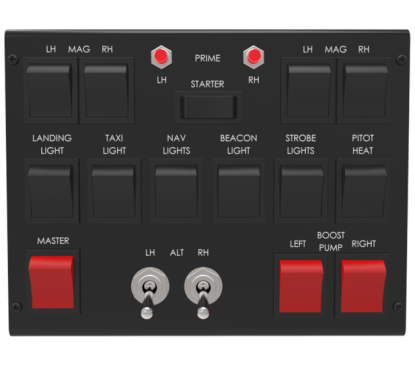 LH MAG RH
PRIME
LH MAG RH
LH
RH
STARTER
LANDING
LIGHT
TAXI
LIGHT
NAV
LIGHTS
BEACON
LIGHT
STROBE
LIGHTS
PITOT
HEAT
MASTER
LH ALT RH
LEFT
BOOST
PUMP
RIGHT